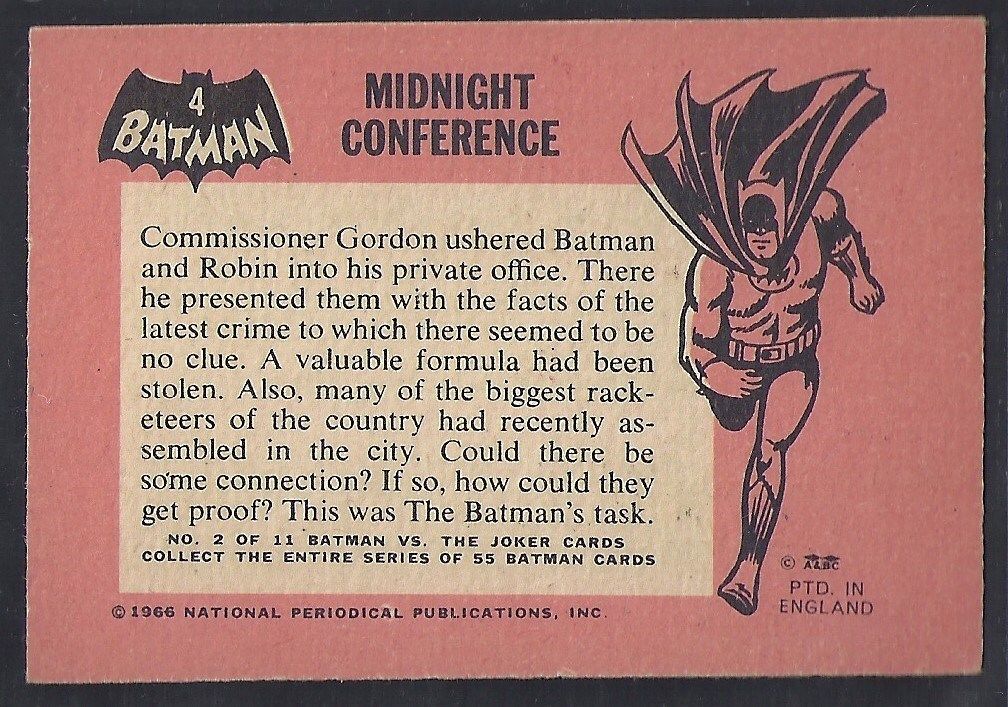 4
BATMAN
MIDNIGHT
CONFERENCE
Commissioner Gordon ushered Batman
and Robin into his private office. There
he presented them with the facts of the
latest crime to which there seemed to be
no clue. A valuable formula had been
stolen. Also, many of the biggest rack-
eteers of the country had recently as-
sembled in the city. Could there be
some connection? If so, how could they
get proof? This was The Batman's task.
NO. 2 OF 11 BATMAN VS. THE JOKER CARDS
COLLECT THE ENTIRE SERIES OF 55 BATMAN CARDS
© A&BC
PTD. IN
ENGLAND
© 1966 NATIONAL PERIODICAL PUBLICATIONS, INC.